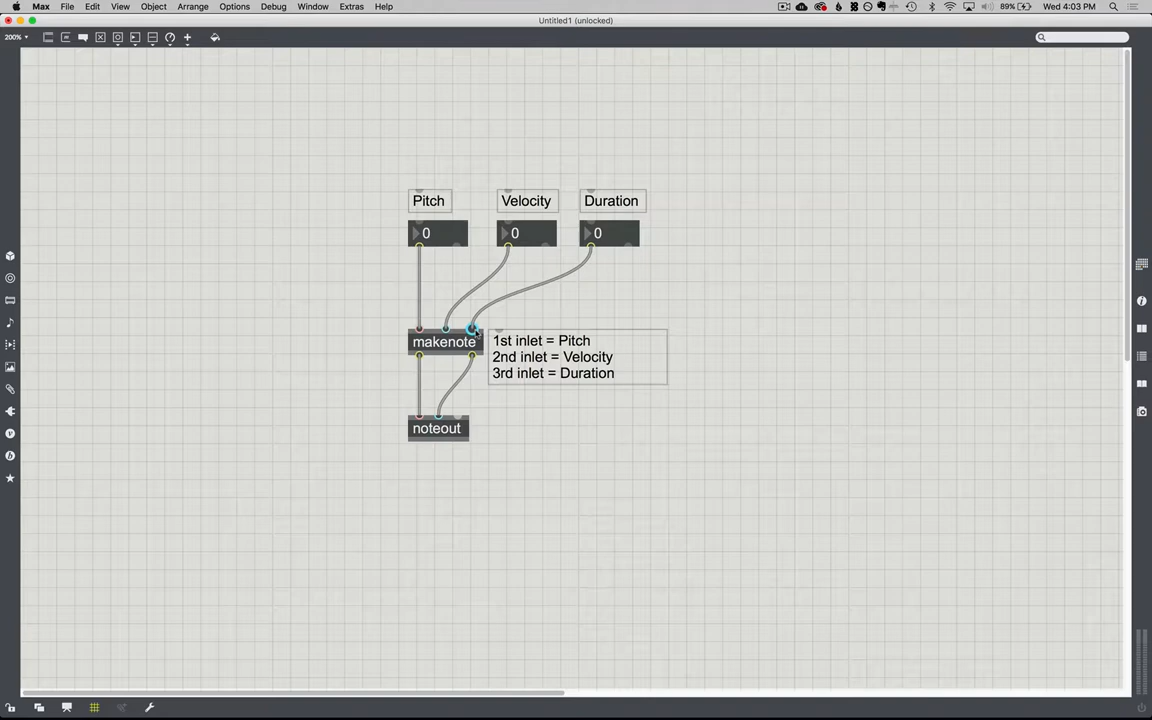 Max File Edit View Object Arrange Options Debug Window Extras Help
89% Wed 4:03 PM
Untitled1 (unlocked)
200%
Pitch Velocity Duration
0 0 0
makenote
1st inlet = Pitch
2nd inlet = Velocity
3rd inlet = Duration
noteout